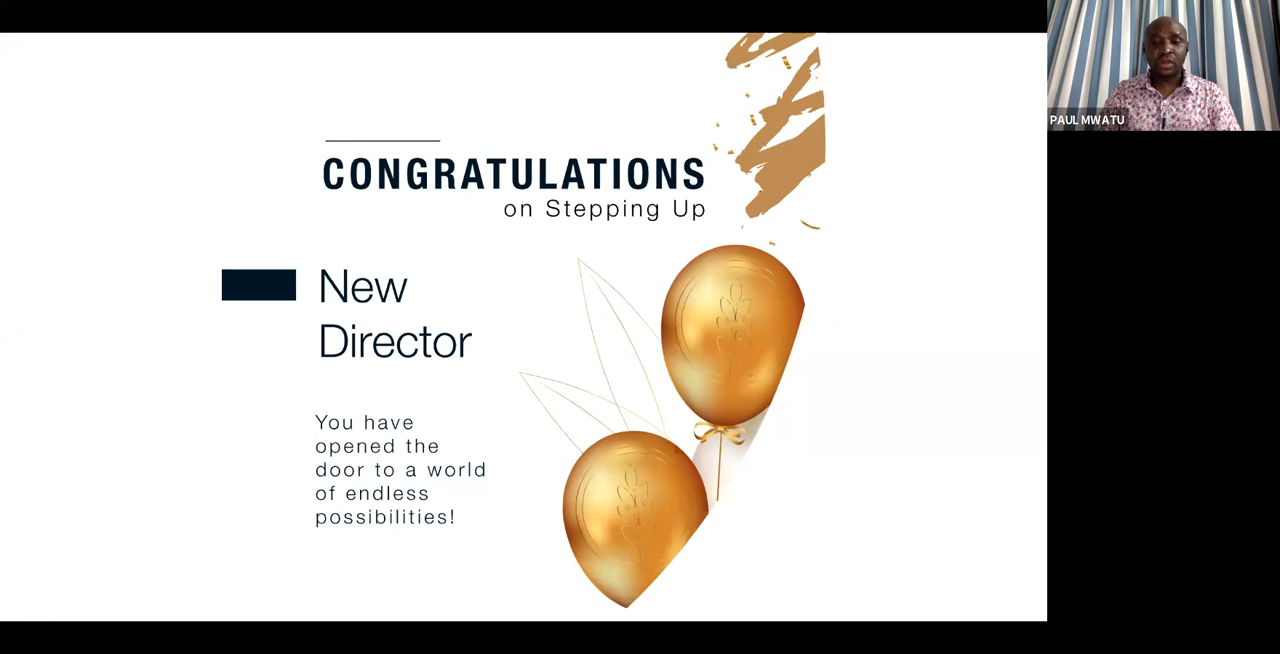 CONGRATULATIONS
on Stepping Up
New
Director
You have
opened the
door to a world
of endless
possibilities!
PAUL MWATU